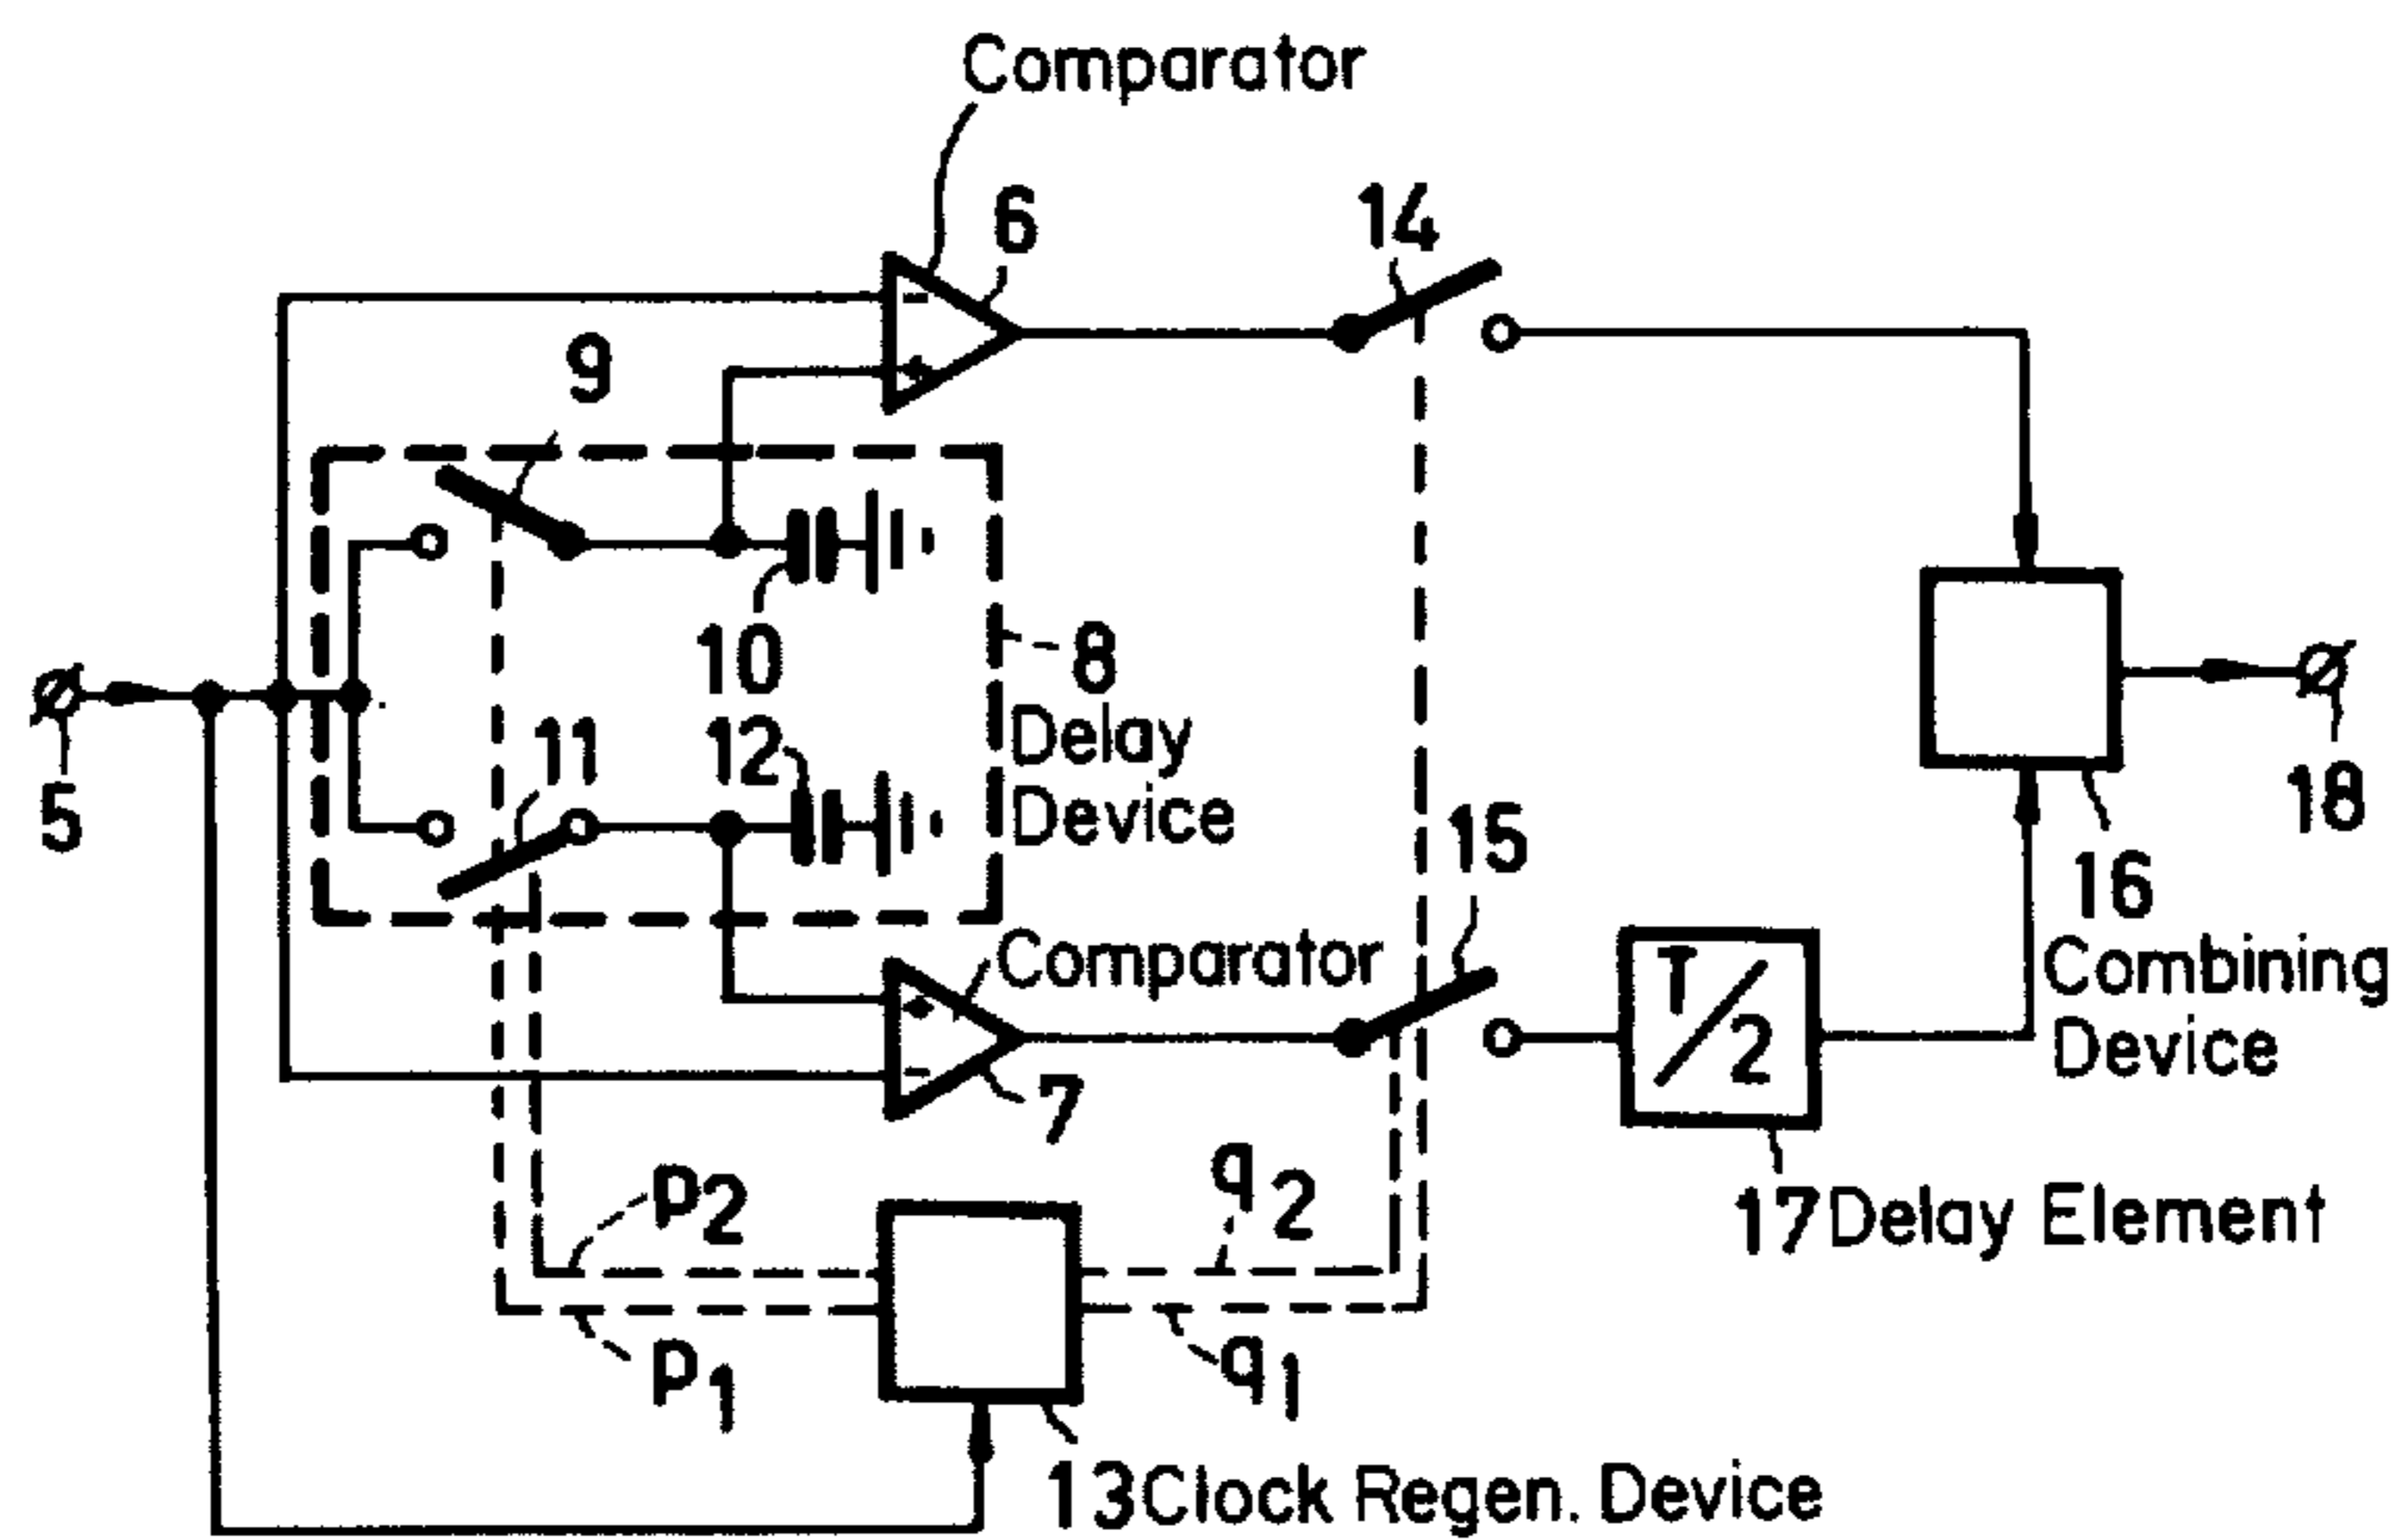 Comparator
6
14
9
10
8
Delay
Device
5
11
12
15
18
16
Combining
Device
Comparator
7
T/2
17 Delay Element
p2
q2
p1
q1
13 Clock Regen. Device